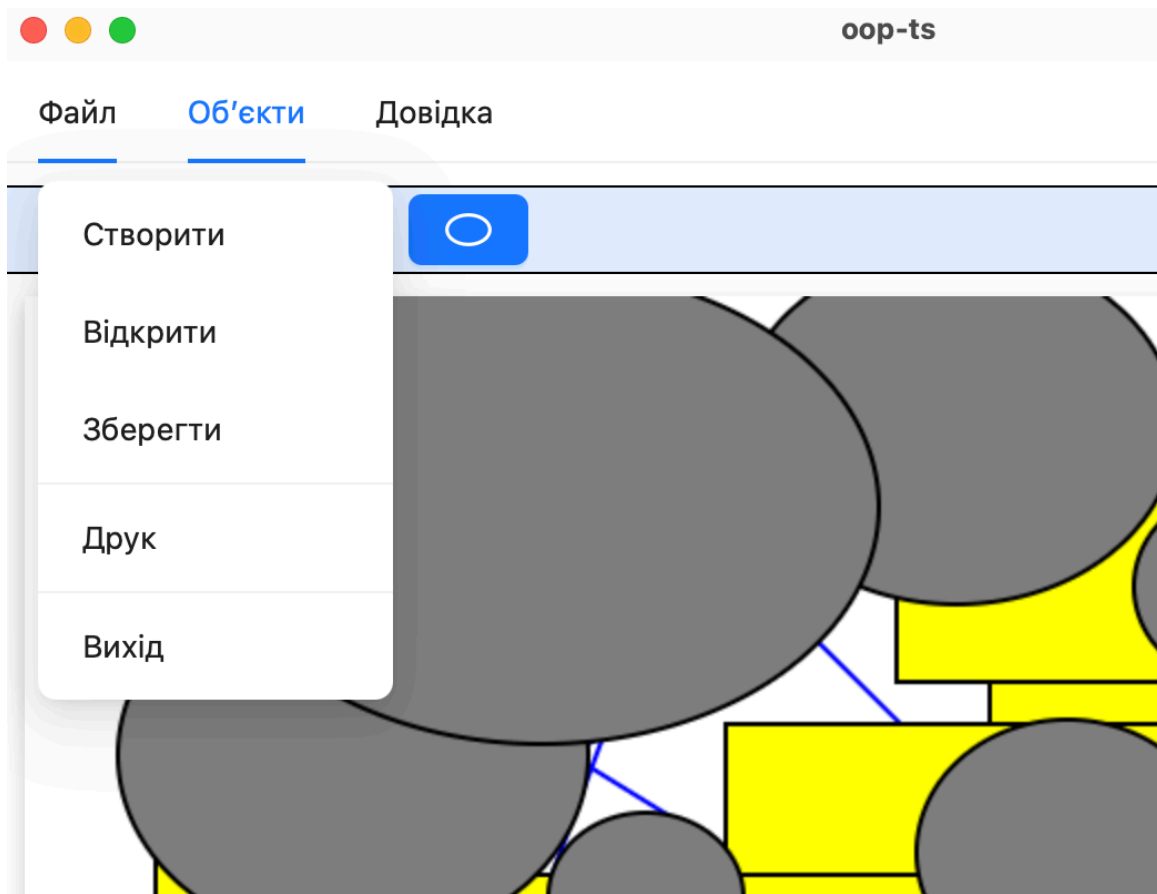 oop-ts
Файл Об’єкти Довідка
Створити
Відкрити
Зберегти
Друк
Вихід